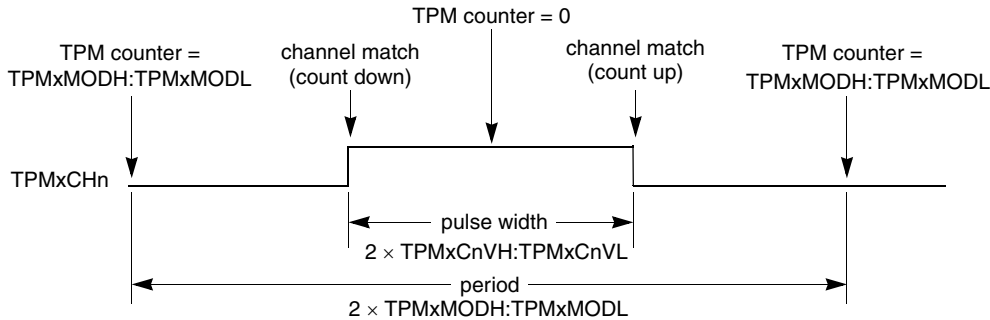 TPM counter = 0
TPM counter =
TPMxMODH:TPMxMODL
channel match
(count down)
channel match
(count up)
TPM counter =
TPMxMODH:TPMxMODL
TPMxCHn
pulse width
2 × TPMxCnVH:TPMxCnVL
period
2 × TPMxMODH:TPMxMODL